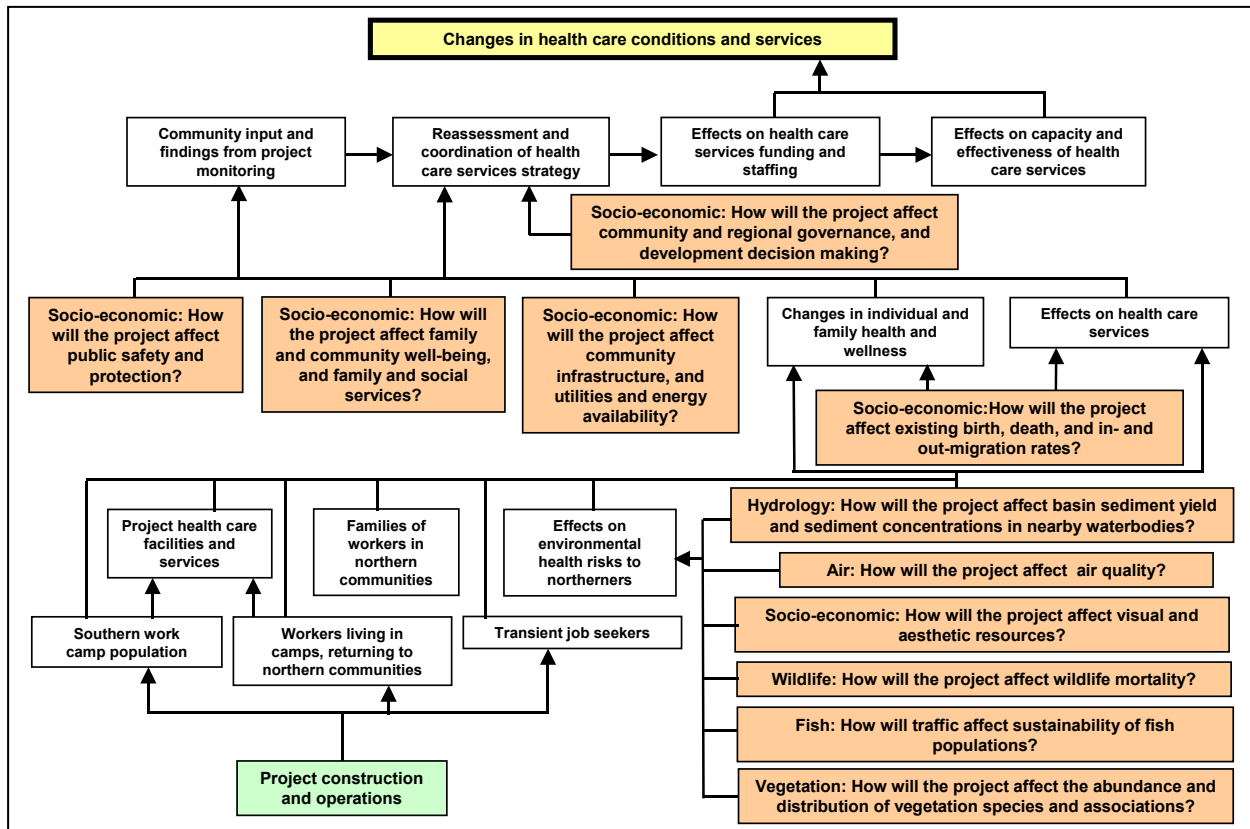 Changes in health care conditions and services
Community input and
findings from project
monitoring
Reassessment and
coordination of health
care services strategy
Effects on health care
services funding and
staffing
Effects on capacity and
effectiveness of health
care services
Socio-economic: How will the project affect
community and regional governance, and
development decision making?
Socio-economic: How
will the project affect
public safety and
protection?
Socio-economic: How will
the project affect family
and community well-being,
and family and social
services?
Socio-economic: How
will the project affect
community
infrastructure, and
utilities and energy
availability?
Changes in individual and
family health and
wellness
Effects on health care
services
Socio-economic:How will the project
affect existing birth, death, and in- and
out-migration rates?
Project health care
facilities and
services
Families of
workers in
northern
communities
Effects on
environmental
health risks to
northerners
Hydrology: How will the project affect basin sediment yield
and sediment concentrations in nearby waterbodies?
Air: How will the project affect  air quality?
Southern work
camp population
Workers living in
camps, returning to
northern communities
Transient job seekers
Socio-economic: How will the project affect visual and
aesthetic resources?
Wildlife: How will the project affect wildlife mortality?
Fish: How will traffic affect sustainability of fish
populations?
Project construction
and operations
Vegetation: How will the project affect the abundance and
distribution of vegetation species and associations?